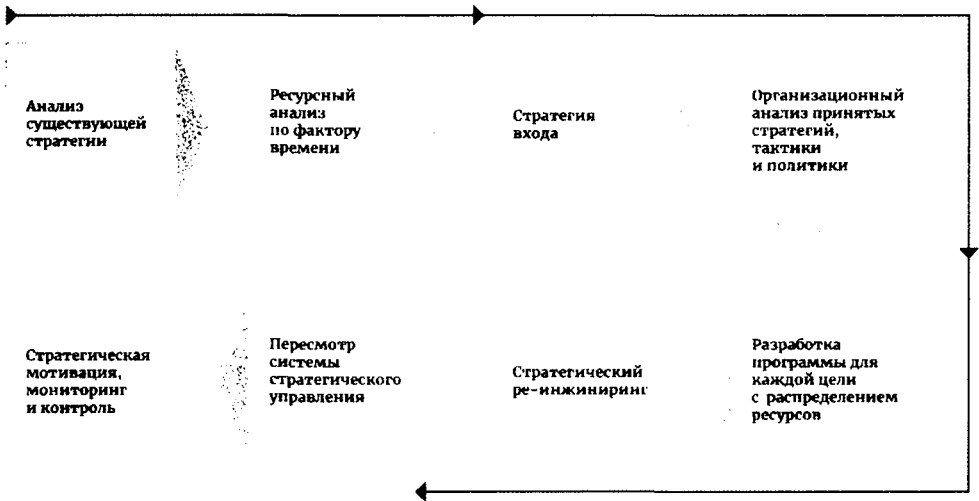 Анализ
существующей
стратегии
Ресурсный
анализ
по фактору
времени
Стратегия
входа
Организационный
анализ принятых
стратегий,
тактики
и политики
Стратегическая
мотивация,
мониторинг
и контроль
Пересмотр
системы
стратегического
управления
Стратегический
ре-инжиниринг
Разработка
программы для
каждой цели
с распределением
ресурсов